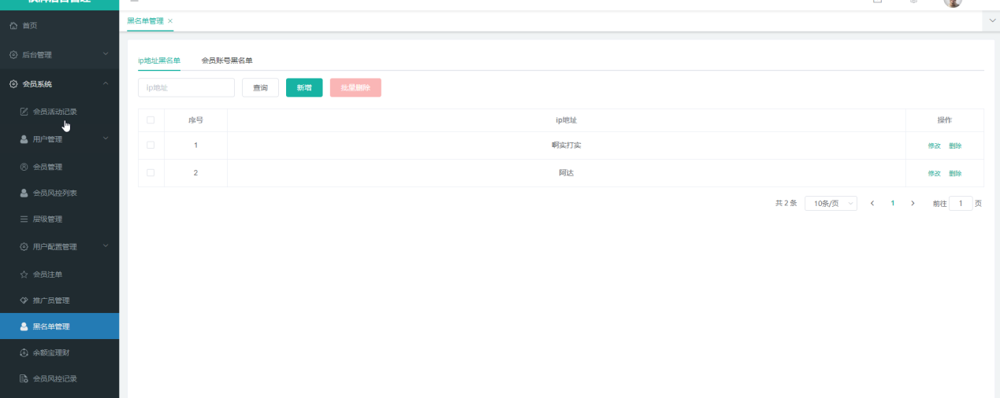 棋牌后台管理
首页
后台管理
会员系统
会员活动记录
用户管理
会员管理
会员风控列表
层级管理
用户配置管理
会员注单
推广员管理
黑名单管理
余额宝理财
会员风控记录
黑名单管理 ×
ip地址黑名单 会员账号黑名单
ip地址 查询 新增 批量删除
序号 ip地址 操作
1 啊实打实 修改 删除
2 阿达 修改 删除
共 2 条 10条/页 1 前往 1 页